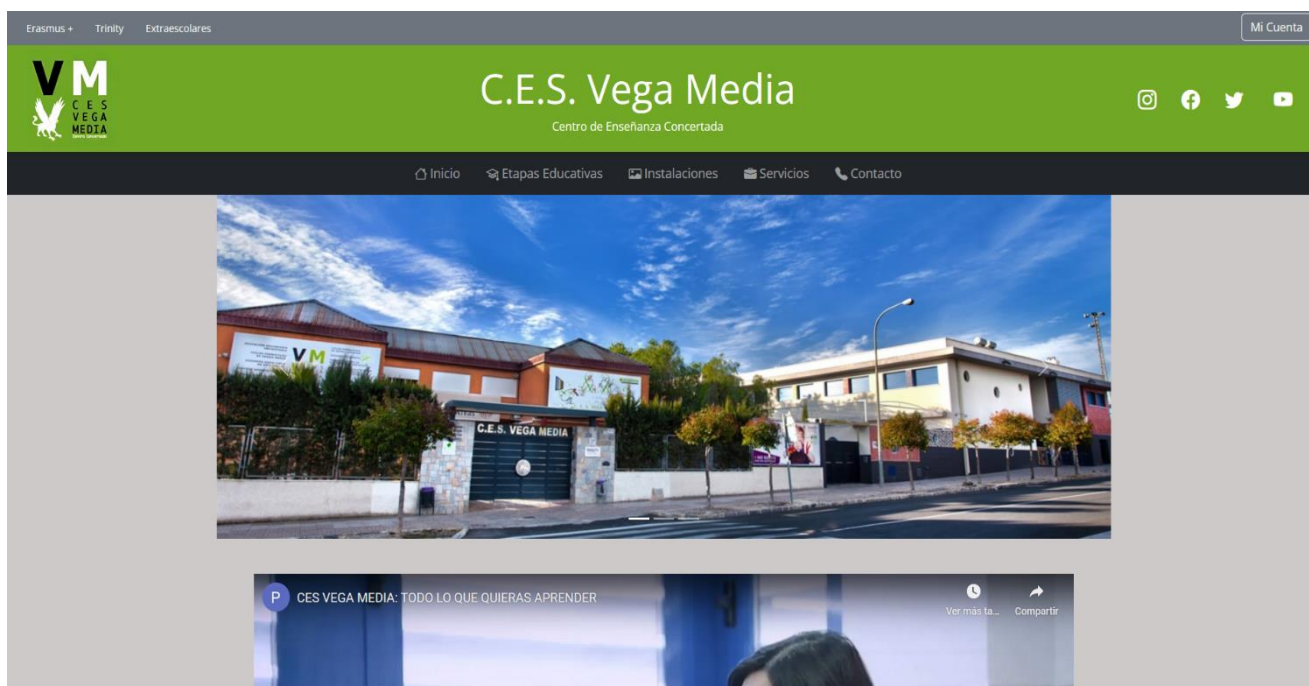 Erasmus + Trinity Extraescolares Mi Cuenta
VM
CES
VEGA
MEDIA
C.E.S. Vega Media
Centro de Enseñanza Concertada
Inicio Etapas Educativas Instalaciones Servicios Contacto
VM
C.E.S. VEGA MEDIA
P CES VEGA MEDIA: TODO LO QUE QUIERAS APRENDER
Ver más ta... Compartir